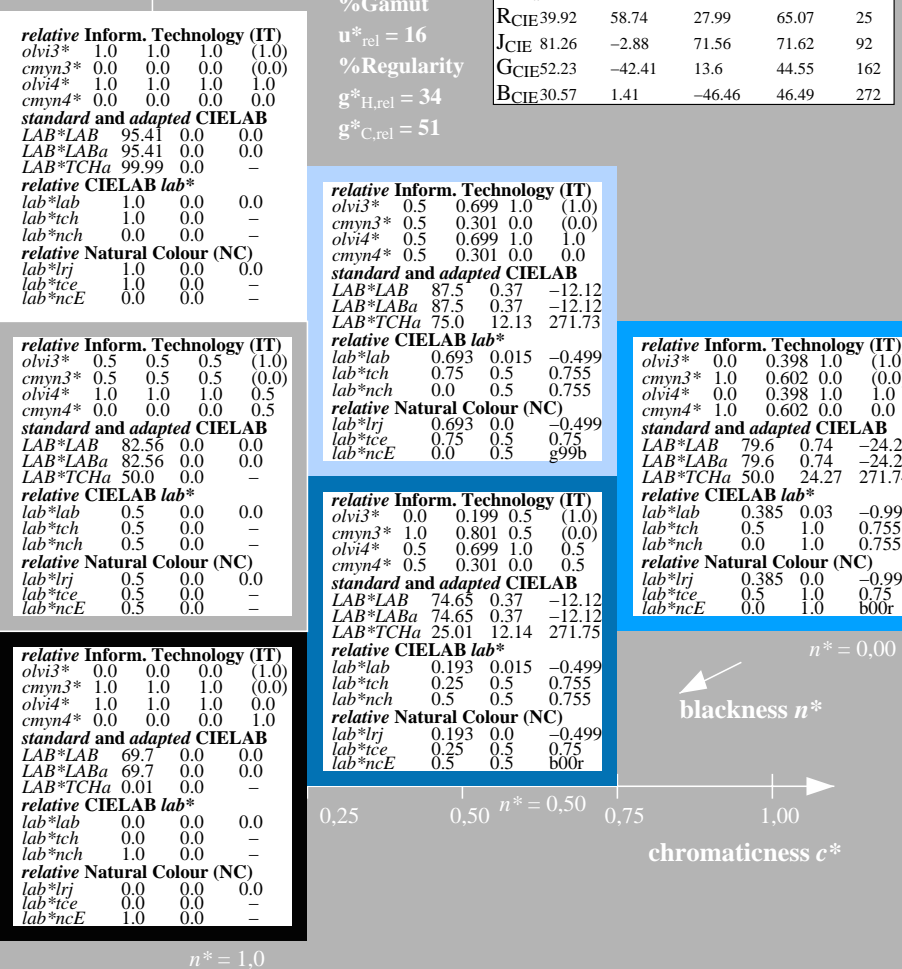 %Gamut
u*rel = 16
%Regularity
g*H,rel = 34
g*C,rel = 51
RCIE 39.92 58.74 27.99 65.07 25
JCIE 81.26 –2.88 71.56 71.62 92
GCIE 52.23 –42.41 13.6 44.55 162
BCIE 30.57 1.41 –46.46 46.49 272
relative Inform. Technology (IT)
olvi3* 1.0 1.0 1.0 (1.0)
cmyn3* 0.0 0.0 0.0 (0.0)
olvi4* 1.0 1.0 1.0 1.0
cmyn4* 0.0 0.0 0.0 0.0
standard and adapted CIELAB
LAB*LAB 95.41 0.0 0.0
LAB*LABa 95.41 0.0 0.0
LAB*TCHa 99.99 0.0 –
relative CIELAB lab*
lab*lab 1.0 0.0 0.0
lab*tch 1.0 0.0 –
lab*nch 0.0 0.0 –
relative Natural Colour (NC)
lab*lrj 1.0 0.0 0.0
lab*tce 1.0 0.0 –
lab*ncE 0.0 0.0 –
relative Inform. Technology (IT)
olvi3* 0.5 0.699 1.0 (1.0)
cmyn3* 0.5 0.301 0.0 (0.0)
olvi4* 0.5 0.699 1.0 1.0
cmyn4* 0.5 0.301 0.0 0.0
standard and adapted CIELAB
LAB*LAB 87.5 0.37 –12.12
LAB*LABa 87.5 0.37 –12.12
LAB*TCHa 75.0 12.13 271.73
relative CIELAB lab*
lab*lab 0.693 0.015 –0.499
lab*tch 0.75 0.5 0.755
lab*nch 0.0 0.5 0.755
relative Natural Colour (NC)
lab*lrj 0.693 0.0 –0.499
lab*tce 0.75 0.5 0.75
lab*ncE 0.0 0.5 g99b
relative Inform. Technology (IT)
olvi3* 0.5 0.5 0.5 (1.0)
cmyn3* 0.5 0.5 0.5 (0.0)
olvi4* 1.0 1.0 1.0 0.5
cmyn4* 0.0 0.0 0.0 0.5
standard and adapted CIELAB
LAB*LAB 82.56 0.0 0.0
LAB*LABa 82.56 0.0 0.0
LAB*TCHa 50.0 0.0 –
relative CIELAB lab*
lab*lab 0.5 0.0 0.0
lab*tch 0.5 0.0 –
lab*nch 0.5 0.0 –
relative Natural Colour (NC)
lab*lrj 0.5 0.0 0.0
lab*tce 0.5 0.0 –
lab*ncE 0.5 0.0 –
relative Inform. Technology (IT)
olvi3* 0.0 0.398 1.0 (1.0
cmyn3* 1.0 0.602 0.0 (0.0
olvi4* 0.0 0.398 1.0 1.0
cmyn4* 1.0 0.602 0.0 0.0
standard and adapted CIELAB
LAB*LAB 79.6 0.74 –24.2
LAB*LABa 79.6 0.74 –24.2
LAB*TCHa 50.6 24.27 271.7
relative CIELAB lab*
lab*lab 0.385 0.03 –0.99
lab*tch 0.5 1.0 0.755
lab*nch 0.0 1.0 0.755
relative Natural Colour (NC)
lab*lrj 0.385 0.0 –0.99
lab*tce 0.5 1.0 0.75
lab*ncE 0.0 1.0 b00r
relative Inform. Technology (IT)
olvi3* 0.0 0.199 0.5 (1.0)
cmyn3* 1.0 0.801 0.5 (0.0)
olvi4* 0.5 0.699 1.0 0.5
cmyn4* 0.5 0.301 0.0 0.5
standard and adapted CIELAB
LAB*LAB 74.65 0.37 –12.12
LAB*LABa 74.65 0.37 –12.12
LAB*TCHa 25.01 12.14 271.75
relative CIELAB lab*
lab*lab 0.193 0.015 –0.499
lab*tch 0.25 0.5 0.755
lab*nch 0.5 0.5 0.755
relative Natural Colour (NC)
lab*lrj 0.193 0.0 –0.499
lab*tce 0.25 0.5 0.75
lab*ncE 0.5 0.5 b00r
relative Inform. Technology (IT)
olvi3* 0.0 0.0 0.0 (1.0)
cmyn3* 1.0 1.0 1.0 (0.0)
olvi4* 1.0 1.0 1.0 0.0
cmyn4* 0.0 0.0 0.0 1.0
standard and adapted CIELAB
LAB*LAB 69.7 0.0 0.0
LAB*LABa 69.7 0.0 0.0
LAB*TCHa 0.01 0.0 –
relative CIELAB lab*
lab*lab 0.0 0.0 0.0
lab*tch 0.0 0.0 –
lab*nch 1.0 0.0 –
relative Natural Colour (NC)
lab*lrj 0.0 0.0 0.0
lab*tce 0.0 0.0 –
lab*ncE 1.0 0.0 –
n* = 0,00
blackness n*
n* = 0,50
0,25 0,50 0,75 1,00
chromaticness c*
n* = 1,0